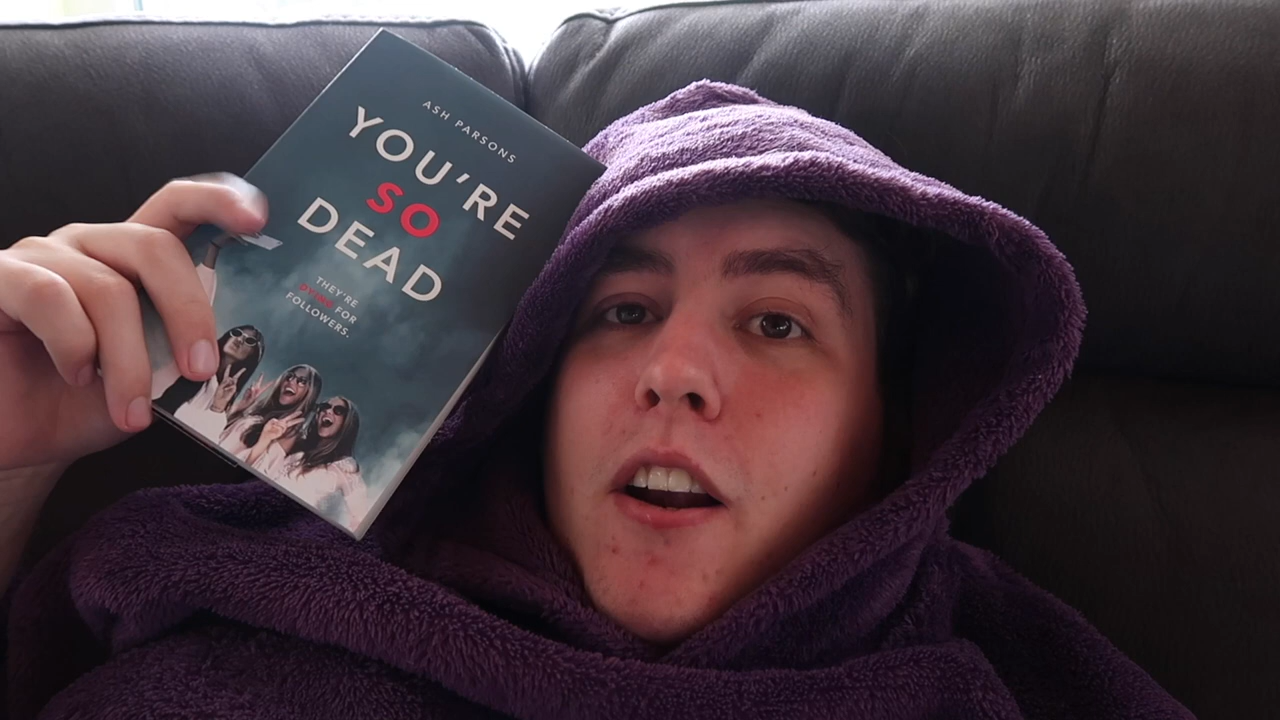 ASH PARSONS
YOU'RE
SO
DEAD
THEY'RE
DYING FOR
FOLLOWERS.